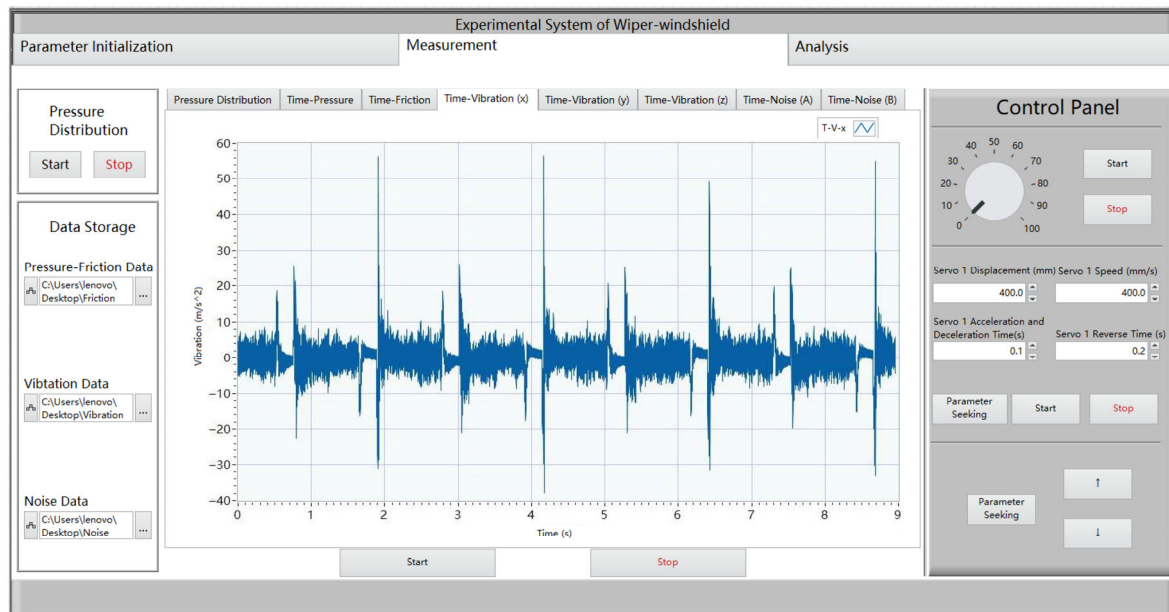 Experimental System of Wiper-windshield
Parameter Initialization
Measurement
Analysis
Pressure
Distribution
Start
Stop
Data Storage
Pressure-Friction Data
C:\Users\lenovo\
Desktop\Friction
...
Vibtation Data
C:\Users\lenovo\
Desktop\Vibration
...
Noise Data
C:\Users\lenovo\
Desktop\Noise
...
Pressure Distribution
Time-Pressure
Time-Friction
Time-Vibration (x)
Time-Vibration (y)
Time-Vibration (z)
Time-Noise (A)
Time-Noise (B)
T-V-x
Vibration (m/s^2)
60
50
40
30
20
10
0
-10
-20
-30
-40
0 1 2 3 4 5 6 7 8 9
Time (s)
Start
Stop
Control Panel
0
10
20
30
40
50
60
70
80
90
100
Start
Stop
Servo 1 Displacement (mm)
400.0
Servo 1 Speed (mm/s)
400.0
Servo 1 Acceleration and
Deceleration Time(s)
0.1
Servo 1 Reverse Time (s)
0.2
Parameter
Seeking
Start
Stop
Parameter
Seeking
↑
↓